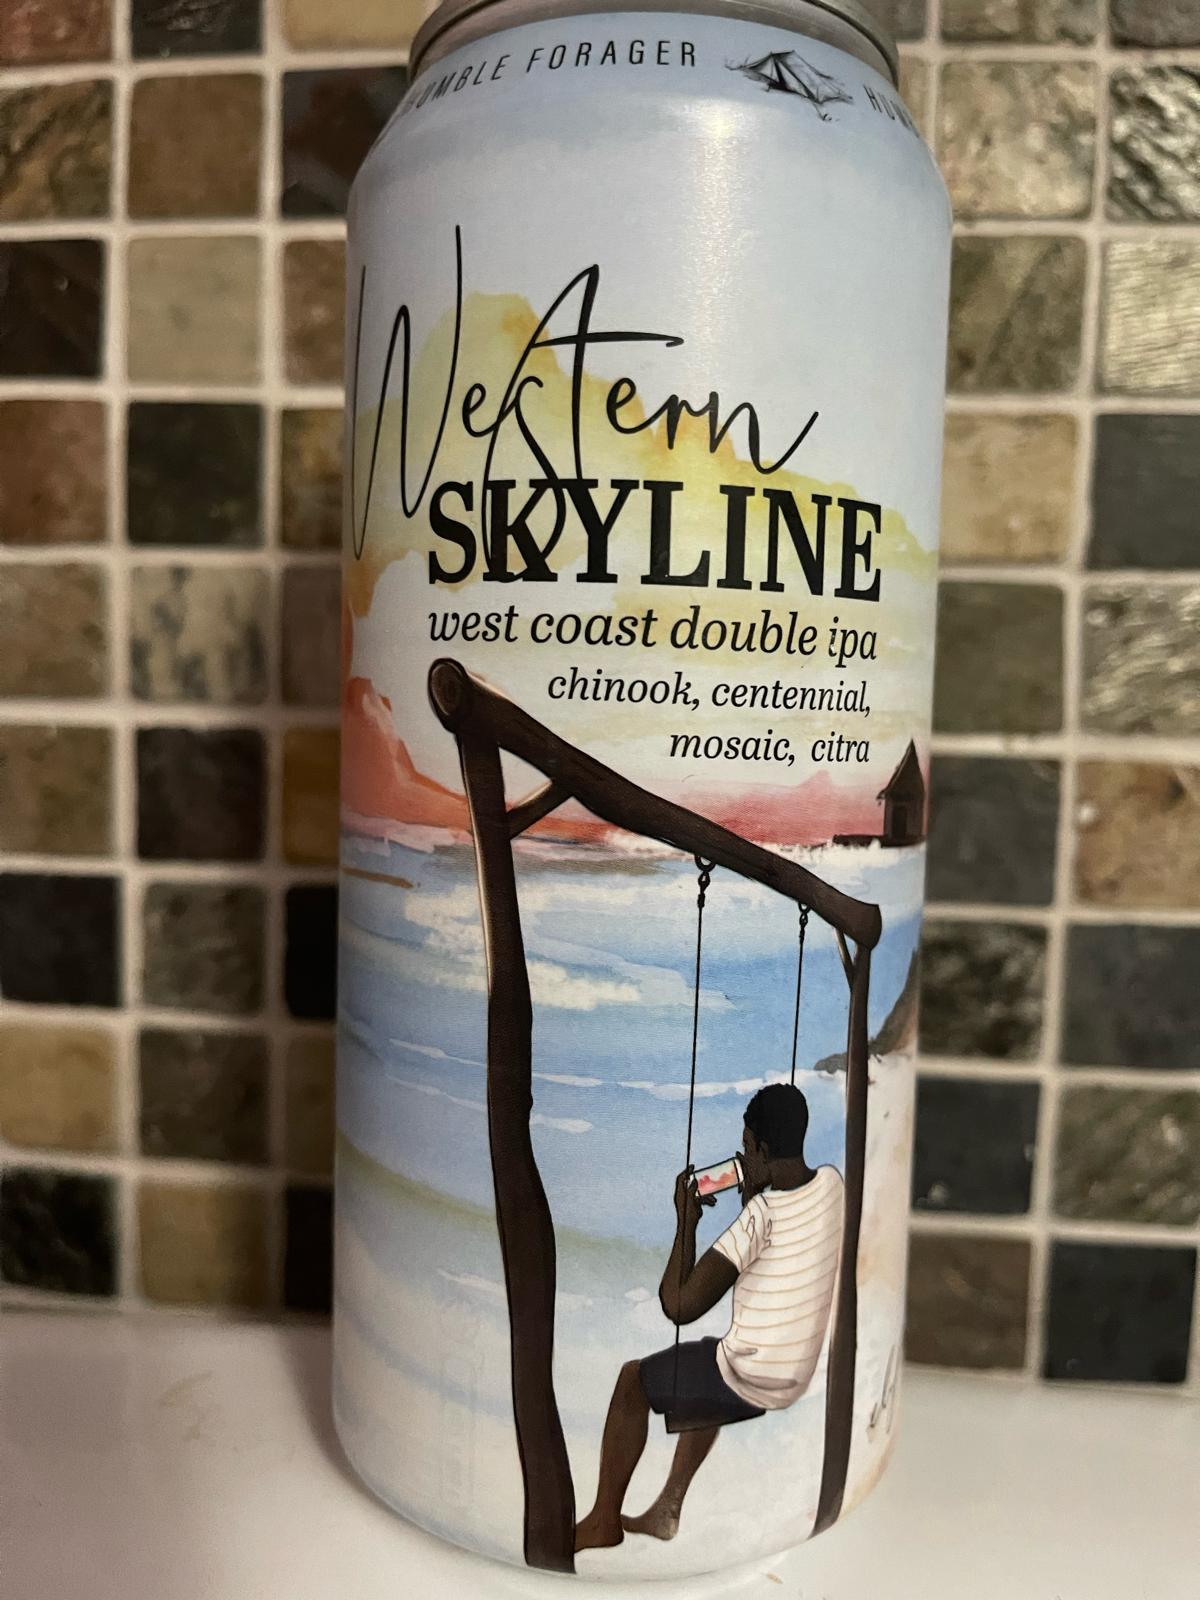 HUMBLE FORAGER
Western
SKYLINE
west coast double ipa
chinook, centennial,
mosaic, citra